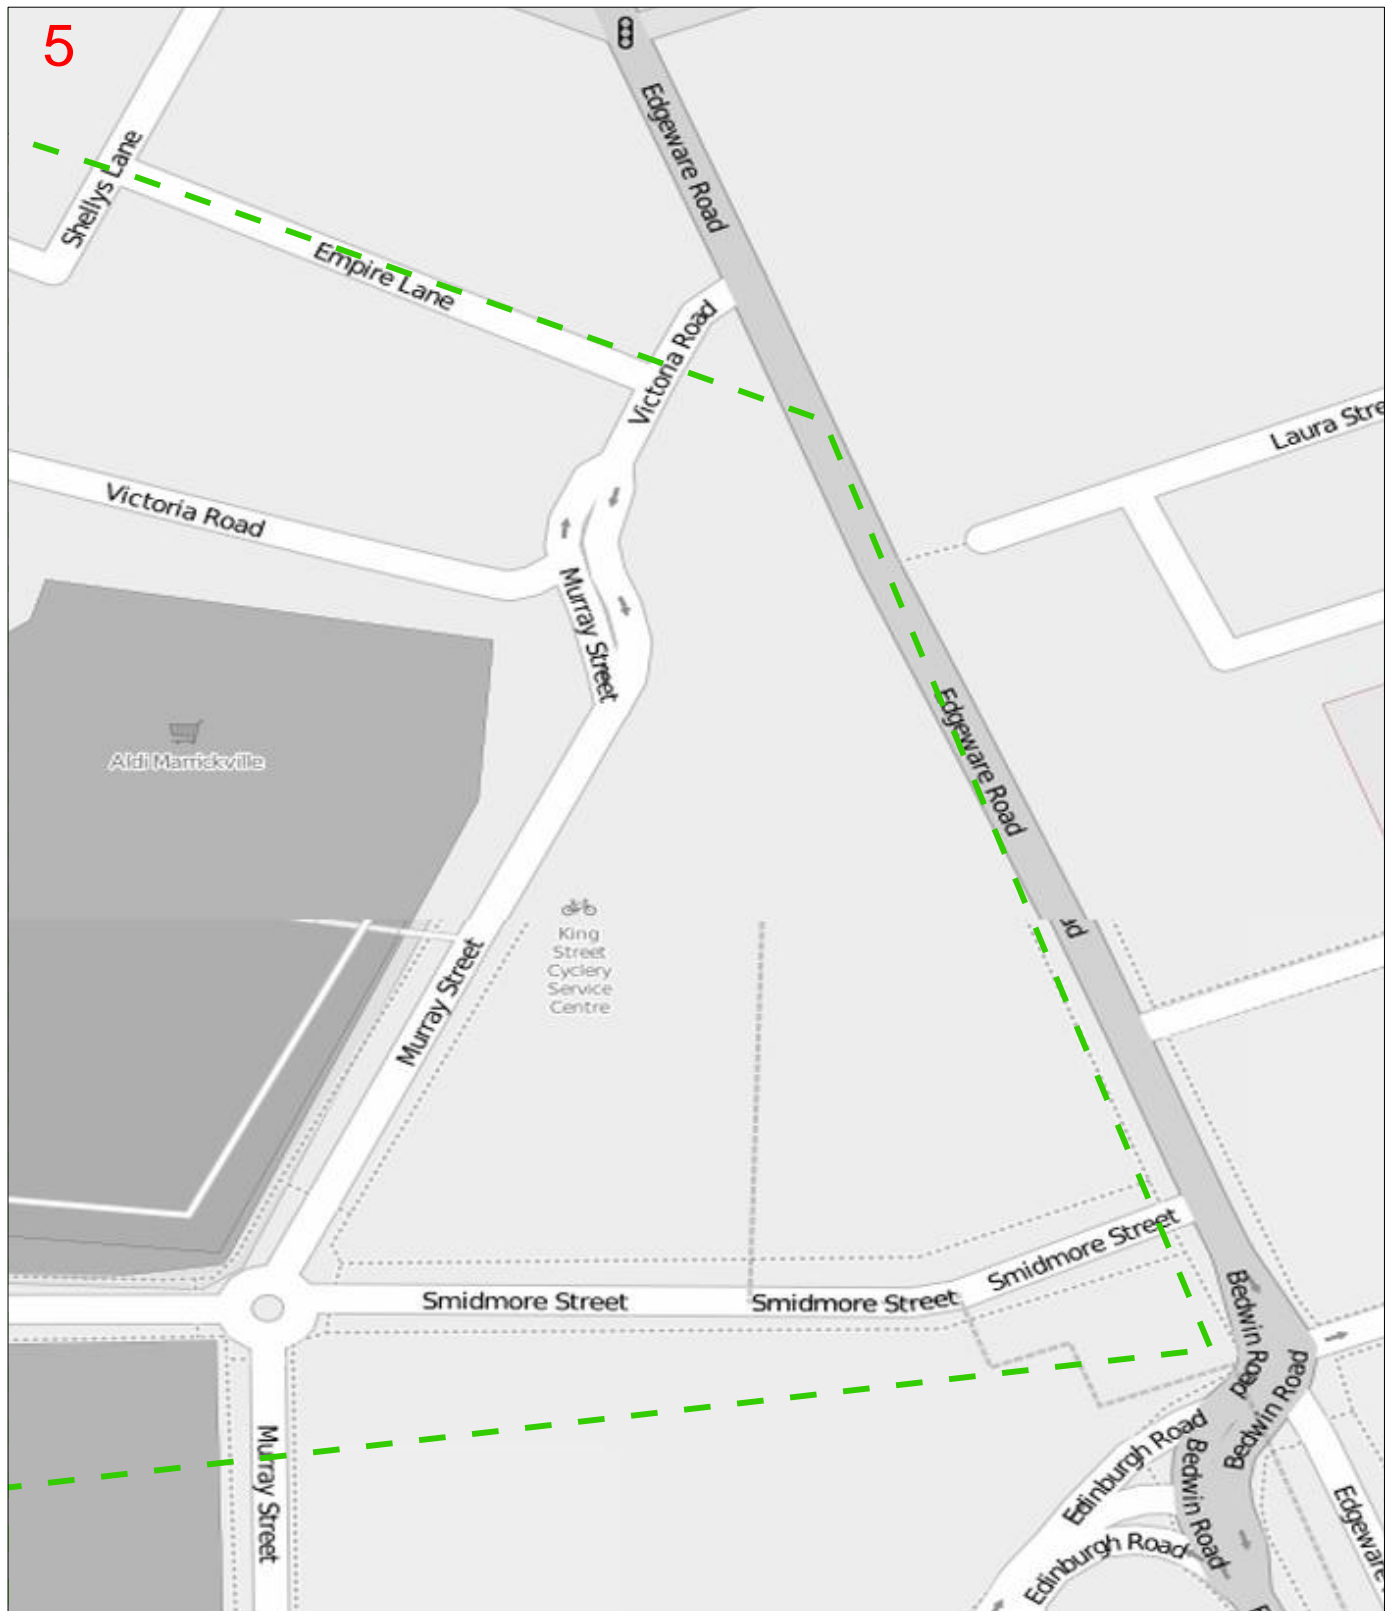 5
Edgeware Road
Shellys Lane
Empire Lane
Victoria Road
Laura Stre
Victoria Road
Murray Street
Edgeware Road
Aldi Marrickville
ad
King
Street
Cyclery
Service
Centre
Murray Street
Smidmore Street
Smidmore Street
Smidmore Street
Bedwin Road
Bedwin Road
Edinburgh Road
Bedwin Road
Murray Street
Edgeware
Edinburgh Road